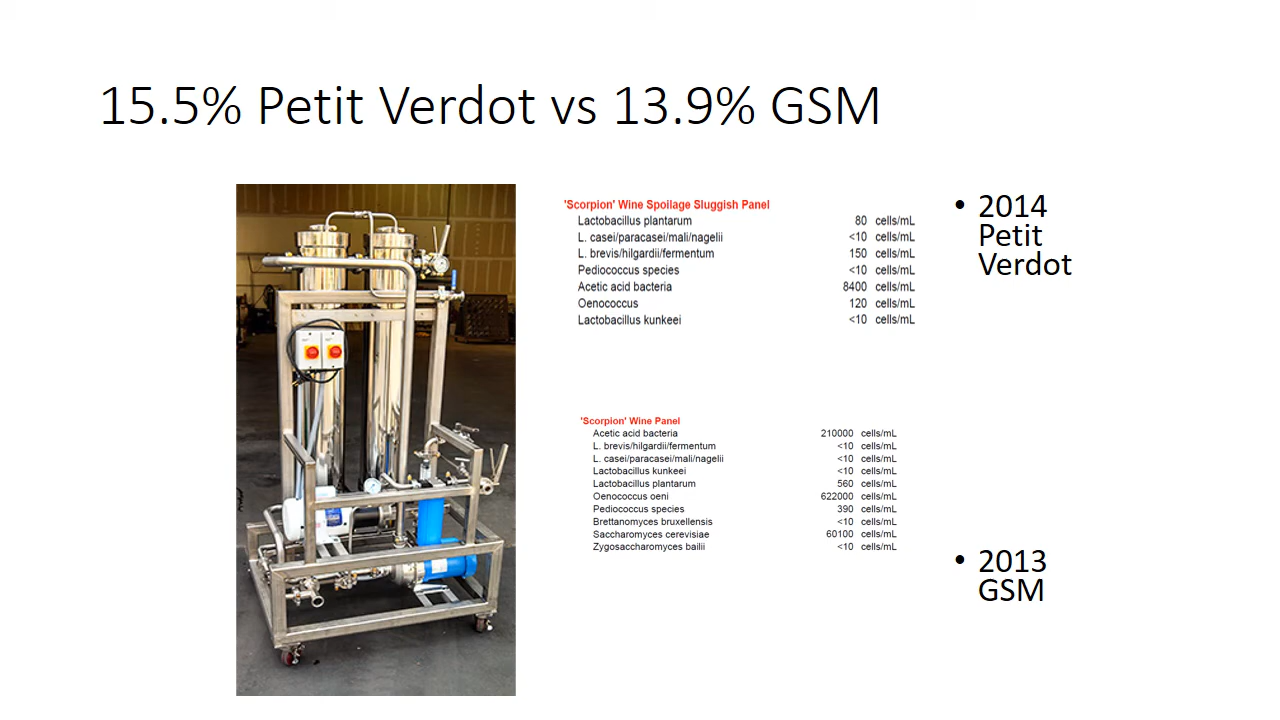 15.5% Petit Verdot vs 13.9% GSM
'Scorpion' Wine Spoilage Sluggish Panel
Lactobacillus plantarum 80 cells/mL
L. casei/paracasei/mali/nagelii <10 cells/mL
L. brevis/hilgardii/fermentum 150 cells/mL
Pediococcus species <10 cells/mL
Acetic acid bacteria 8400 cells/mL
Oenococcus 120 cells/mL
Lactobacillus kunkeei <10 cells/mL
• 2014
Petit
Verdot
'Scorpion' Wine Panel
Acetic acid bacteria 210000 cells/mL
L. brevis/hilgardii/fermentum <10 cells/mL
L. casei/paracasei/mali/nagelii <10 cells/mL
Lactobacillus kunkeei <10 cells/mL
Lactobacillus plantarum 560 cells/mL
Oenococcus oeni 622000 cells/mL
Pediococcus species 390 cells/mL
Brettanomyces bruxellensis <10 cells/mL
Saccharomyces cerevisiae 60100 cells/mL
Zygosaccharomyces bailii <10 cells/mL
• 2013
GSM